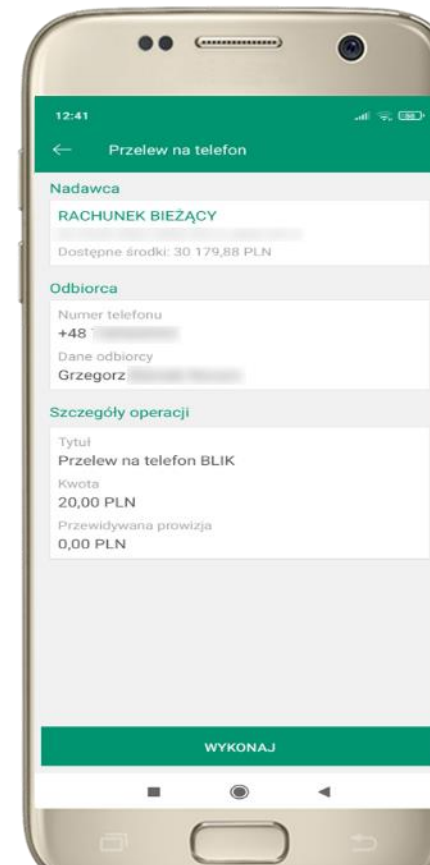 12:41
Przelew na telefon
Nadawca
RACHUNEK BIEŻĄCY
Dostępne środki: 30 179,88 PLN
Odbiorca
Numer telefonu
+48
Dane odbiorcy
Grzegorz
Szczegóły operacji
Tytuł
Przelew na telefon BLIK
Kwota
20,00 PLN
Przewidywana prowizja
0,00 PLN
WYKONAJ